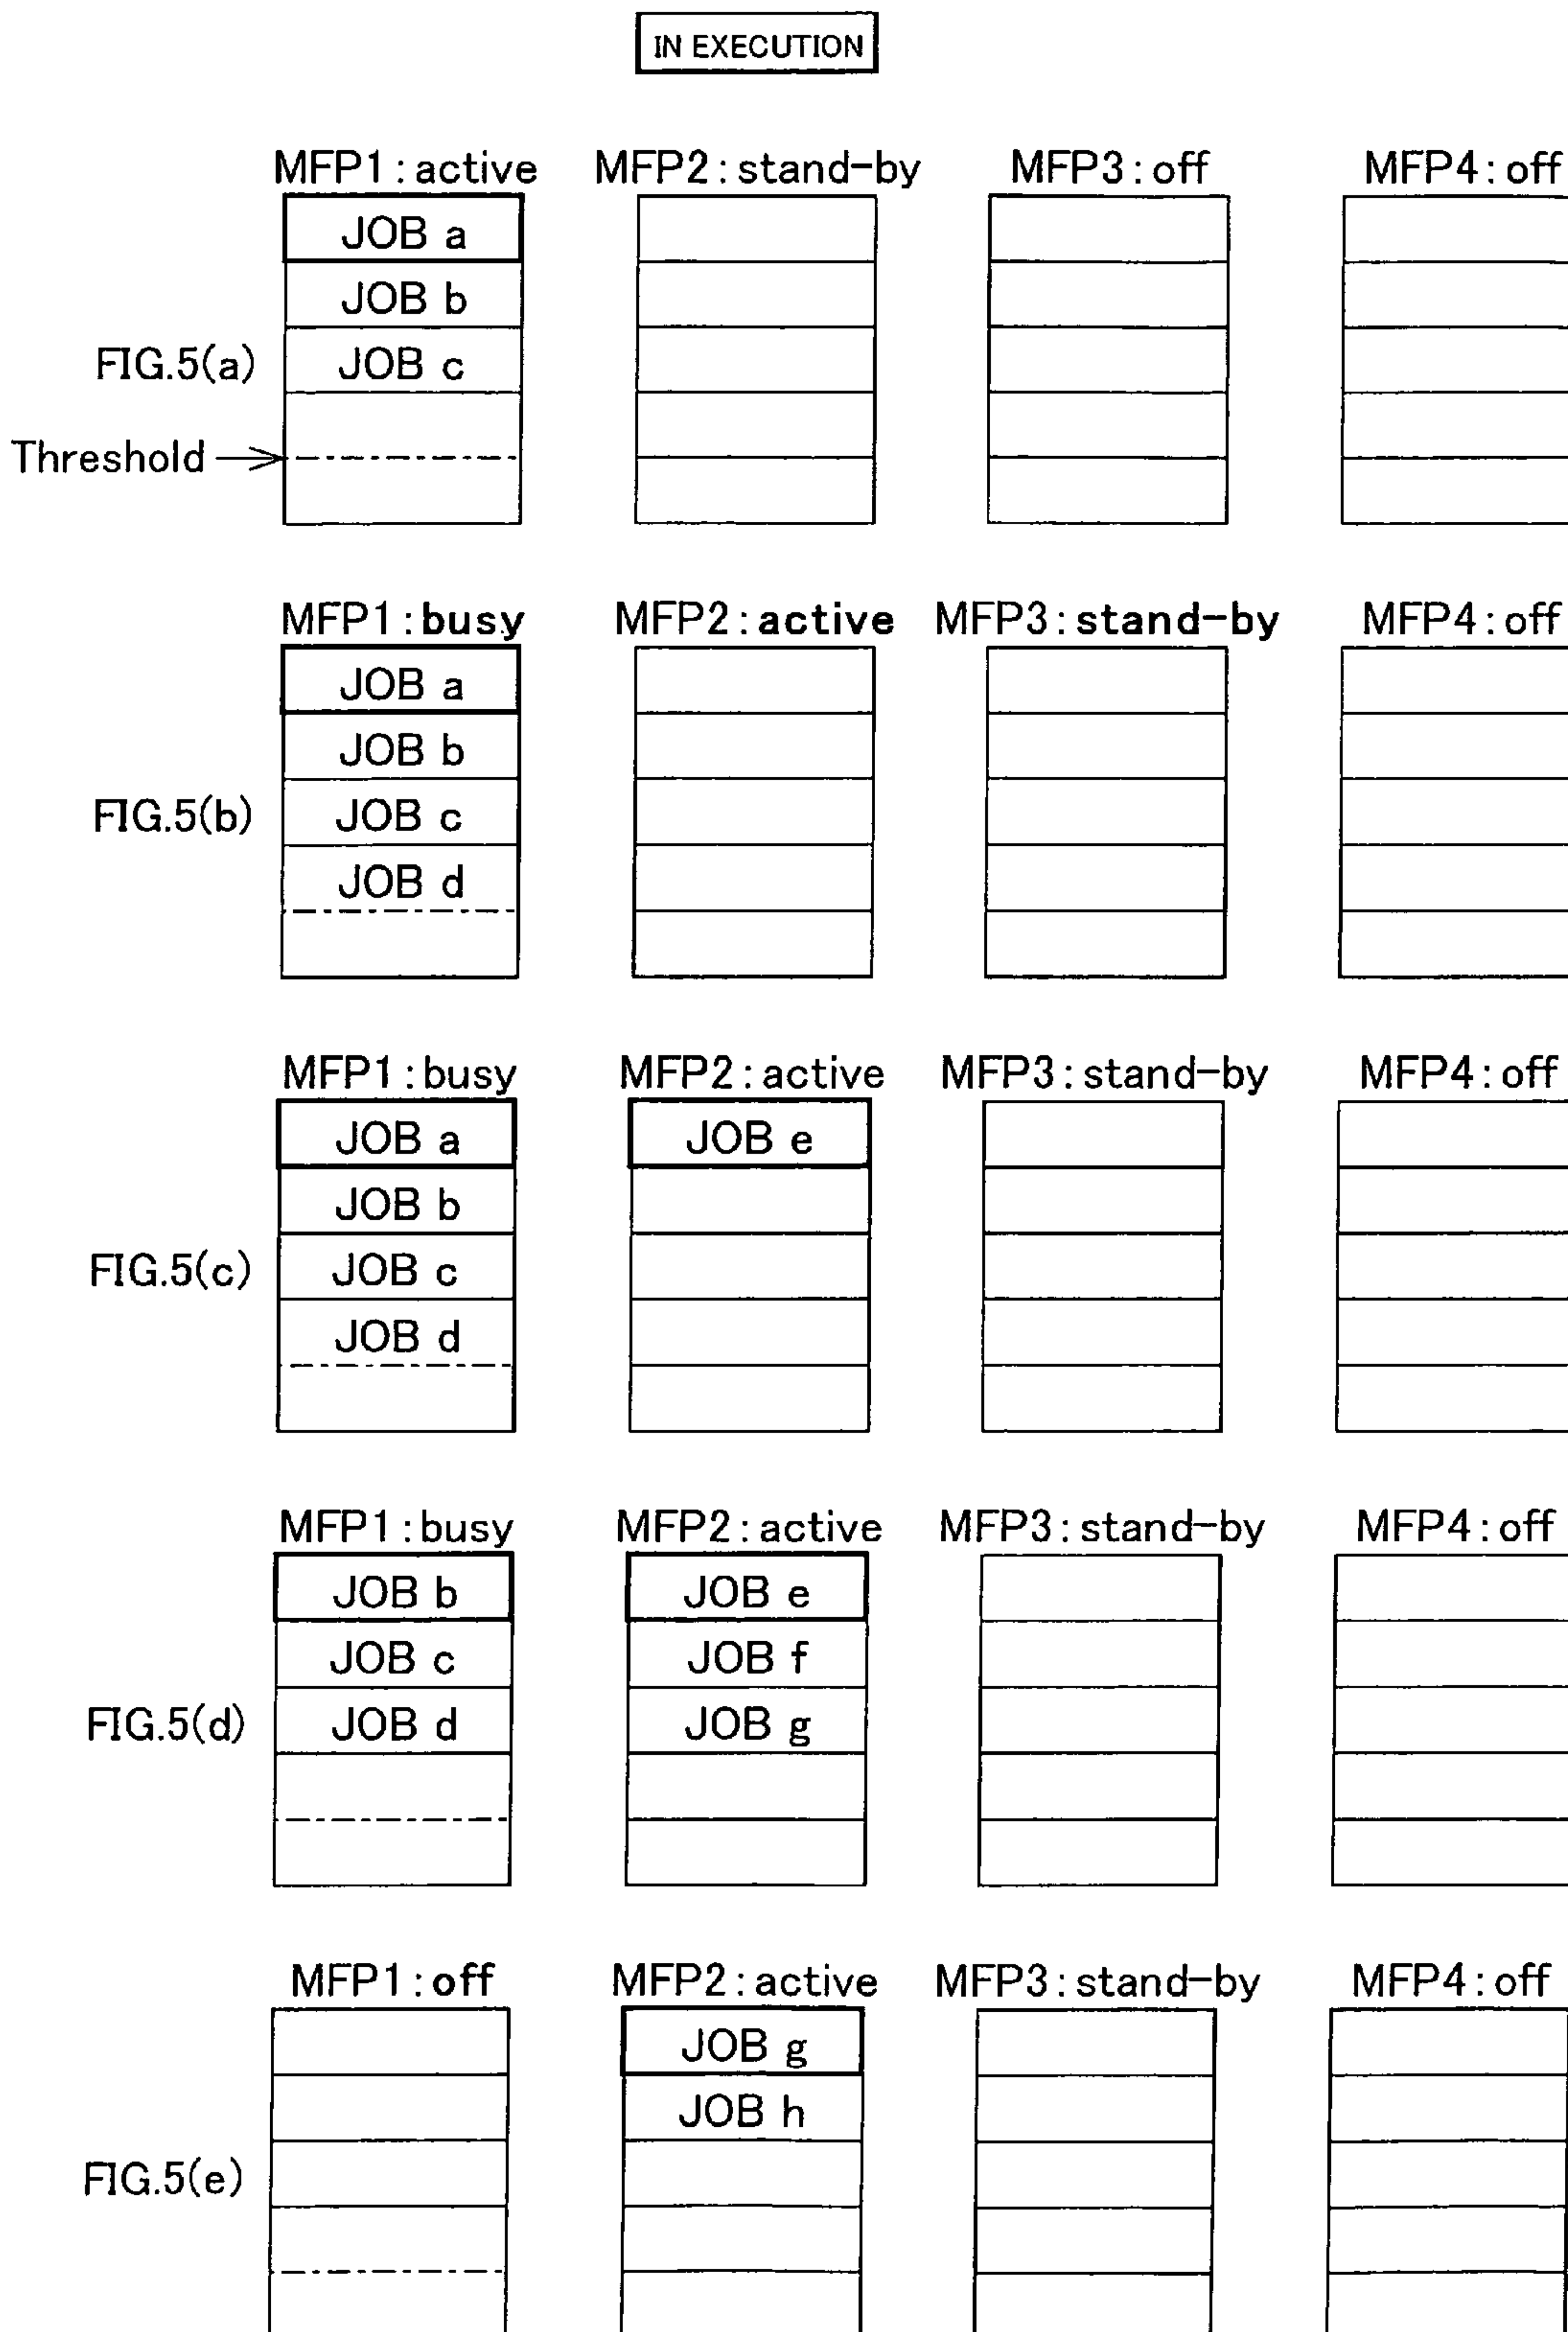 IN EXECUTION
MFP1:active MFP2:stand-by MFP3:off MFP4:off
JOB a
JOB b
FIG.5(a) JOB c
Threshold
MFP1:busy MFP2:active MFP3:stand-by MFP4:off
JOB a
JOB b
FIG.5(b) JOB c
JOB d
MFP1:busy MFP2:active MFP3:stand-by MFP4:off
JOB a JOB e
JOB b
FIG.5(c) JOB c
JOB d
MFP1:busy MFP2:active MFP3:stand-by MFP4:off
JOB b JOB e
JOB c JOB f
FIG.5(d) JOB d JOB g
MFP1:off MFP2:active MFP3:stand-by MFP4:off
JOB g
JOB h
FIG.5(e)